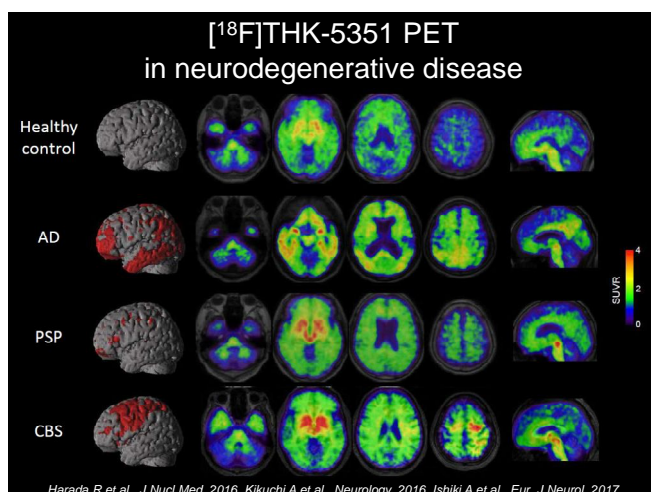 [¹⁸F]THK-5351 PET
in neurodegenerative disease
Healthy
control
AD
PSP
CBS
4
2
0
SUVR
Harada R et al., J Nucl Med, 2016, Kikuchi A et al., Neurology, 2016, Ishiki A et al., Eur. J Neurol, 2017